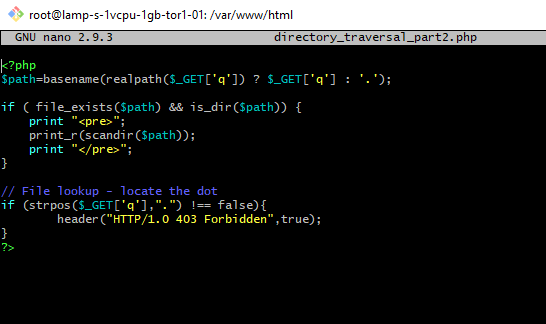 root@lamp-s-1vcpu-1gb-tor1-01: /var/www/html
GNU nano 2.9.3 directory_traversal_part2.php
<?php
$path=basename(realpath($_GET['q']) ? $_GET['q'] : '.');
if ( file_exists($path) && is_dir($path)) {
print "<pre>";
print_r(scandir($path));
print "</pre>";
}
// File lookup - locate the dot
if (strpos($_GET['q'],".") !== false){
header("HTTP/1.0 403 Forbidden",true);
}
?>